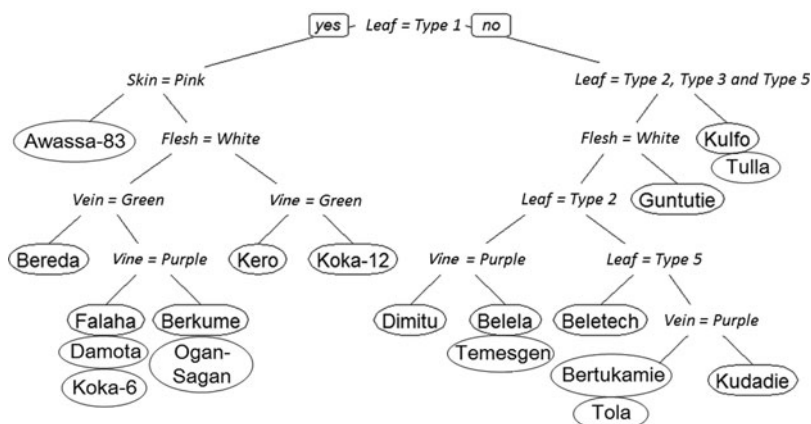 yes Leaf = Type 1 no
Skin = Pink
Leaf = Type 2, Type 3 and Type 5
Awassa-83
Flesh = White
Flesh = White
Kulfo
Tulla
Vein = Green
Vine = Green
Leaf = Type 2
Guntutie
Bereda
Vine = Purple
Kero
Koka-12
Vine = Purple
Leaf = Type 5
Falaha
Damota
Koka-6
Berkume
Ogan-
Sagan
Dimitu
Belela
Temesgen
Beletech
Vein = Purple
Bertukamie
Tola
Kudadie